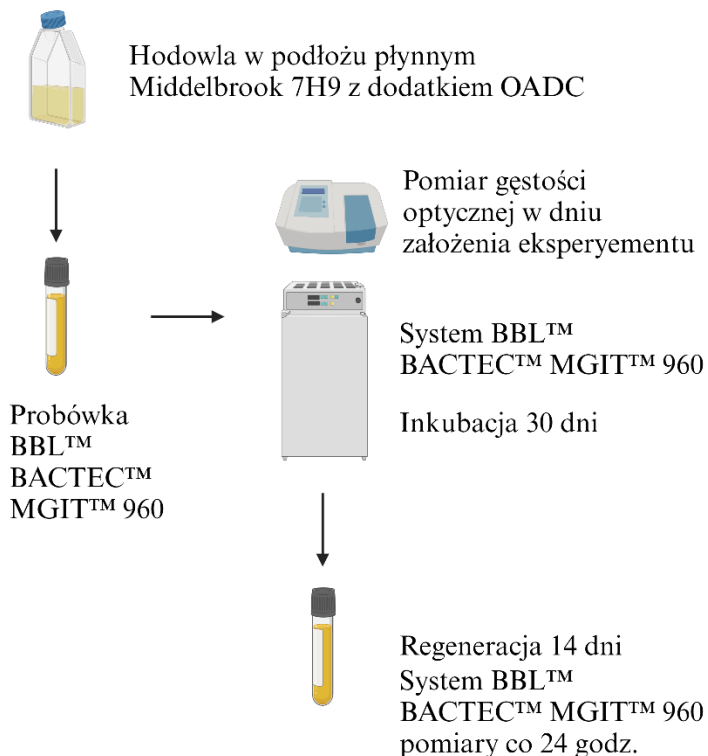 Hodowla w podłożu płynnym
Middelbrook 7H9 z dodatkiem OADC
Pomiar gęstości
optycznej w dniu
założenia eksperyementu
Probówka
BBL™
BACTEC™
MGIT™ 960
System BBL™
BACTEC™ MGIT™ 960
Inkubacja 30 dni
Regeneracja 14 dni
System BBL™
BACTEC™ MGIT™ 960
pomiary co 24 godz.